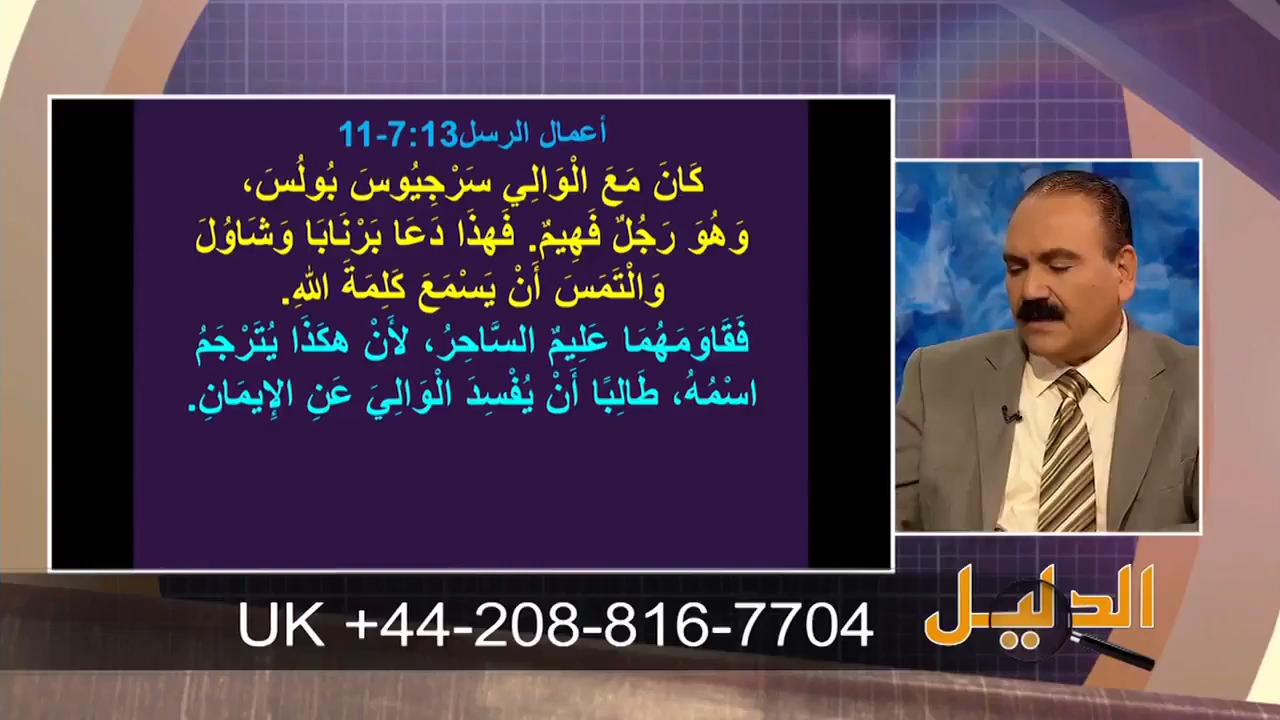 أعمال الرسل13:7-11
كَانَ مَعَ الْوَالِي سَرْجِيُوسَ بُولُسَ،
وَهُوَ رَجُلٌ فَهِيمٌ. فَهذَا دَعَا بَرْنَابَا وَشَاوُلَ
وَالْتَمَسَ أَنْ يَسْمَعَ كَلِمَةَ اللهِ.
فَقَاوَمَهُمَا عَلِيمٌ السَّاحِرُ، لأَنْ هكَذَا يُتَرْجَمُ
اسْمُهُ، طَالِبًا أَنْ يُفْسِدَ الْوَالِيَ عَنِ الإِيمَانِ.
الدليل
UK +44-208-816-7704